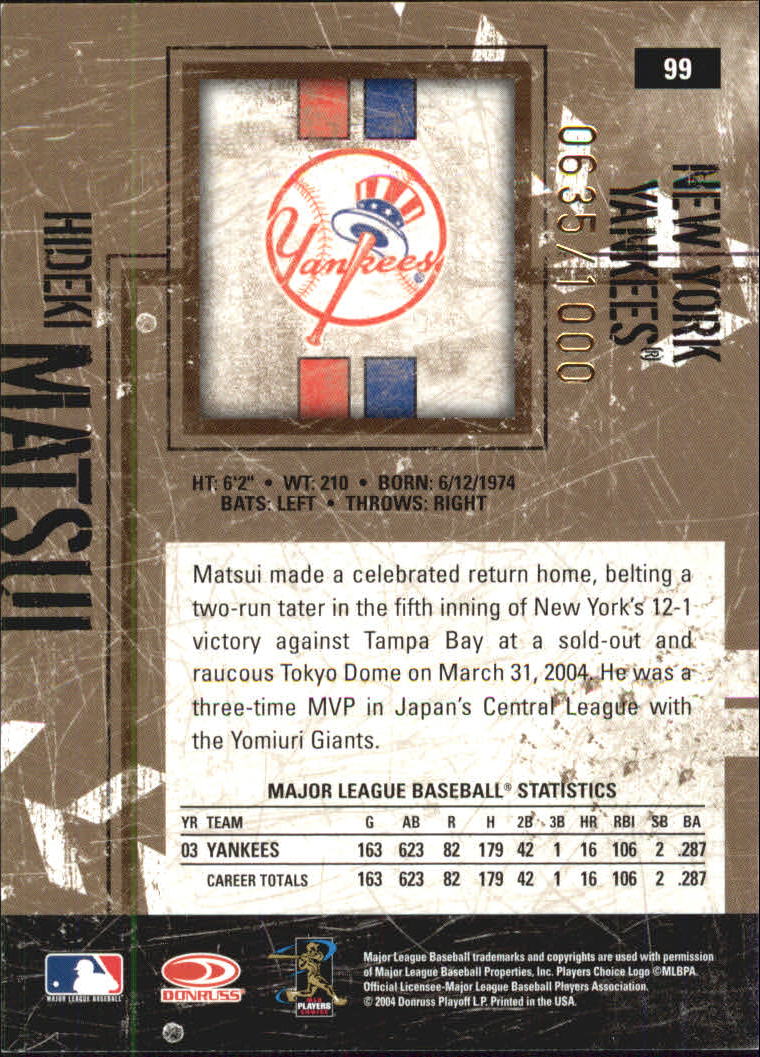 99
NEW YORK
YANKEES®
0635/1000
Yankees®
HIDEKI MATSUI
HT: 6'2" • WT: 210 • BORN: 6/12/1974
BATS: LEFT • THROWS: RIGHT
Matsui made a celebrated return home, belting a
two-run tater in the fifth inning of New York's 12-1
victory against Tampa Bay at a sold-out and
raucous Tokyo Dome on March 31, 2004. He was a
three-time MVP in Japan's Central League with
the Yomiuri Giants.
MAJOR LEAGUE BASEBALL® STATISTICS
YR TEAM G AB R H 2B 3B HR RBI SB BA
03 YANKEES 163 623 82 179 42 1 16 106 2 .287
CAREER TOTALS 163 623 82 179 42 1 16 106 2 .287
MAJOR LEAGUE BASEBALL
DONRUSS
MLB PLAYERS CHOICE
Major League Baseball trademarks and copyrights are used with permission
of Major League Baseball Properties, Inc. Players Choice Logo ©MLBPA.
Official Licensee-Major League Baseball Players Association.
© 2004 Donruss Playoff L.P. Printed in the USA.